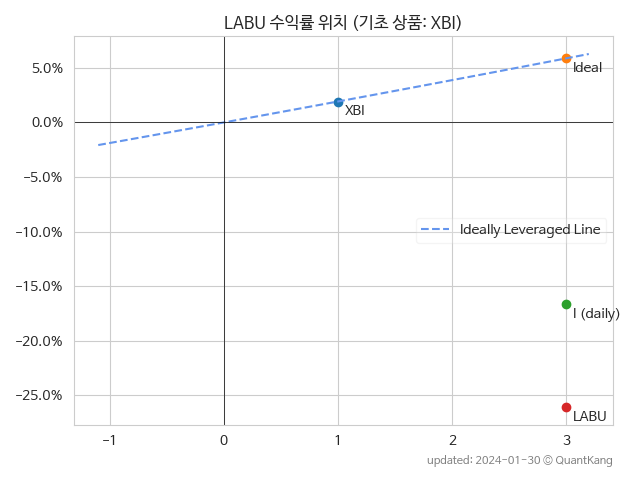 LABU 수익률 위치 (기초 상품: XBI)
5.0%
0.0%
−5.0%
−10.0%
−15.0%
−20.0%
−25.0%
Ideal
XBI
Ideally Leveraged Line
I (daily)
LABU
−1
0
1
2
3
updated: 2024-01-30 © QuantKang